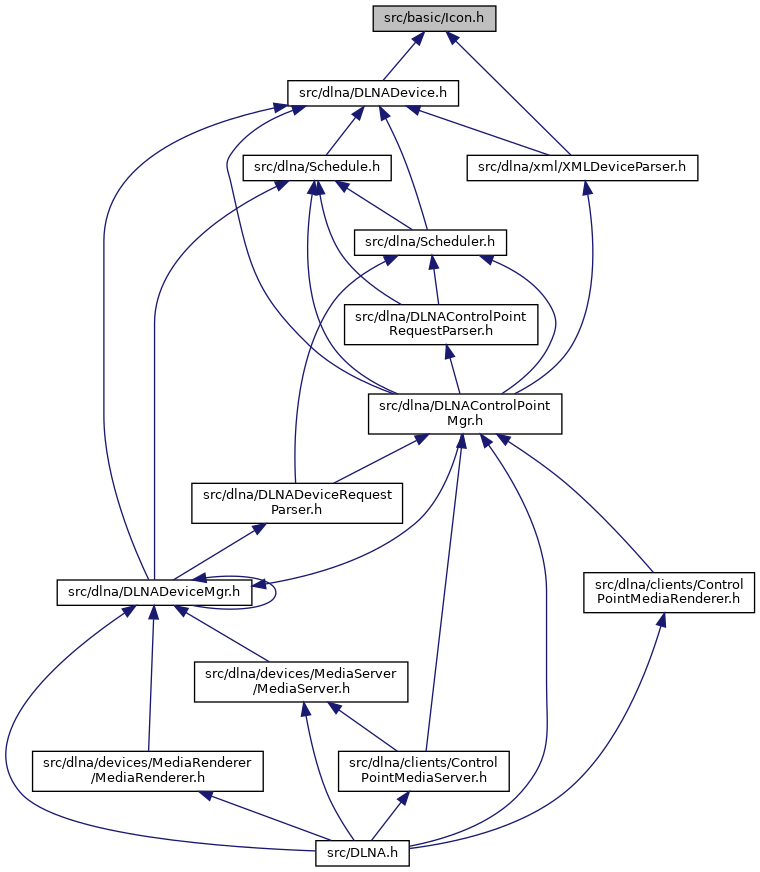 src/basic/Icon.h
src/dlna/DLNADevice.h
src/dlna/Schedule.h
src/dlna/xml/XMLDeviceParser.h
src/dlna/Scheduler.h
src/dlna/DLNAControlPoint
RequestParser.h
src/dlna/DLNAControlPoint
Mgr.h
src/dlna/DLNADeviceRequest
Parser.h
src/dlna/DLNADeviceMgr.h
src/dlna/clients/Control
PointMediaRenderer.h
src/dlna/devices/MediaServer
/MediaServer.h
src/dlna/devices/MediaRenderer
/MediaRenderer.h
src/dlna/clients/Control
PointMediaServer.h
src/DLNA.h